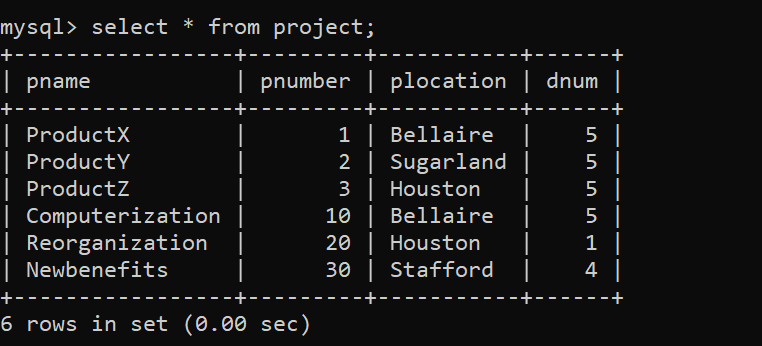 mysql> select * from project;
+-----------------+---------+-----------+------+
| pname           | pnumber | plocation | dnum |
+-----------------+---------+-----------+------+
| ProductX        |       1 | Bellaire  |    5 |
| ProductY        |       2 | Sugarland |    5 |
| ProductZ        |       3 | Houston   |    5 |
| Computerization |      10 | Bellaire  |    5 |
| Reorganization  |      20 | Houston   |    1 |
| Newbenefits     |      30 | Stafford  |    4 |
+-----------------+---------+-----------+------+
6 rows in set (0.00 sec)